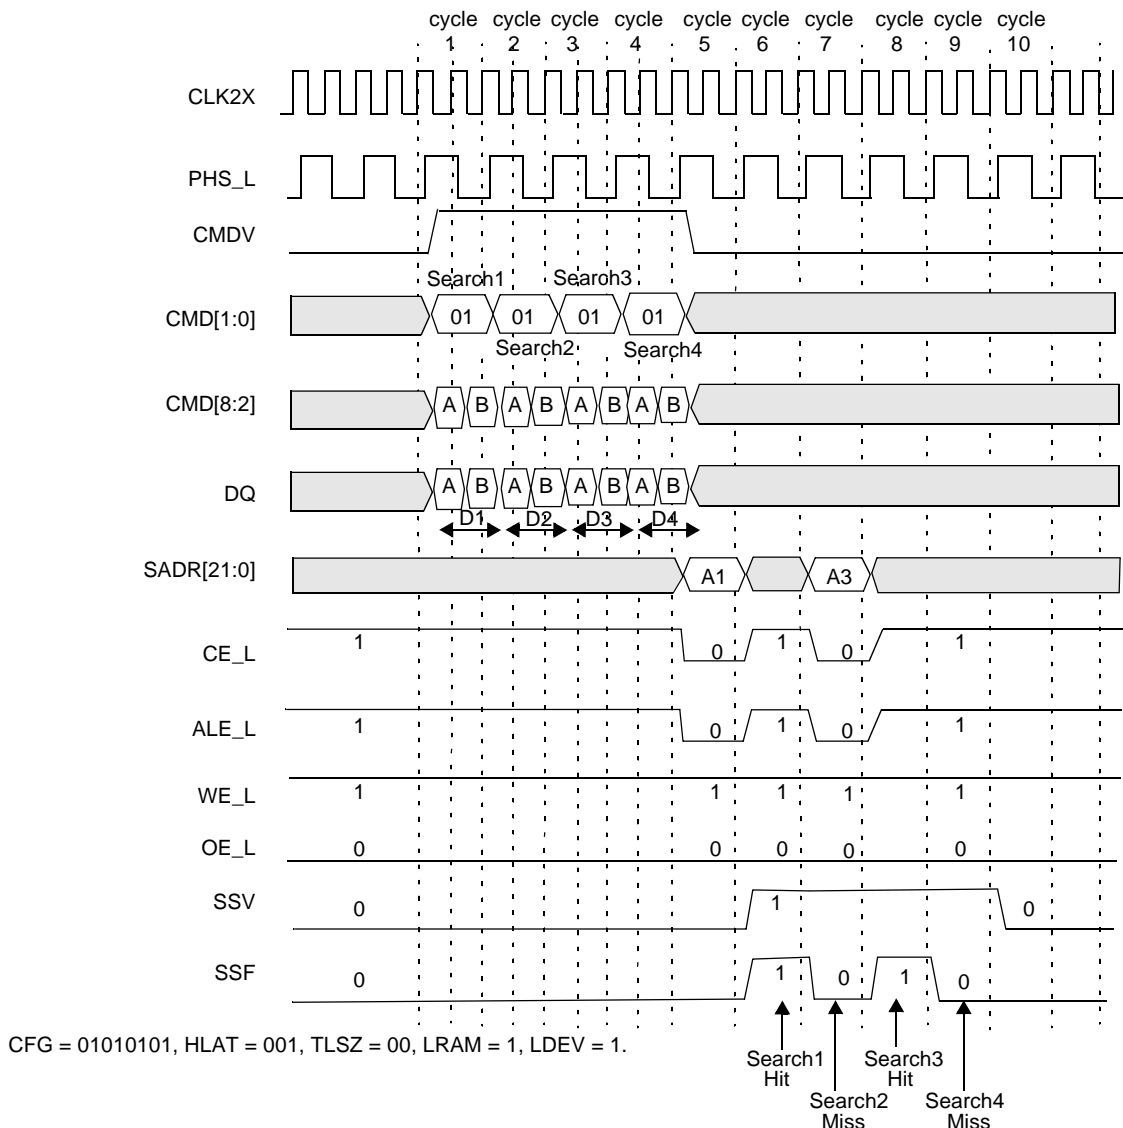 cycle cycle cycle cycle cycle cycle cycle cycle cycle cycle
1 2 3 4 5 6 7 8 9 10
CLK2X
PHS_L
CMDV
Search1 Search3
CMD[1:0] 01 01 01 01
Search2 Search4
CMD[8:2] A B A B A B A B
DQ A B A B A B A B
D1 D2 D3 D4
SADR[21:0] A1 A3
CE_L 1 0 1 0 1
ALE_L 1 0 1 0 1
WE_L 1 1 1 1 1
OE_L 0 0 0 0 0
SSV 0 1 0
SSF 0 1 0 1 0
CFG = 01010101, HLAT = 001, TLSZ = 00, LRAM = 1, LDEV = 1.
Search1 Search3
Hit Hit
Search2 Search4
Miss Miss